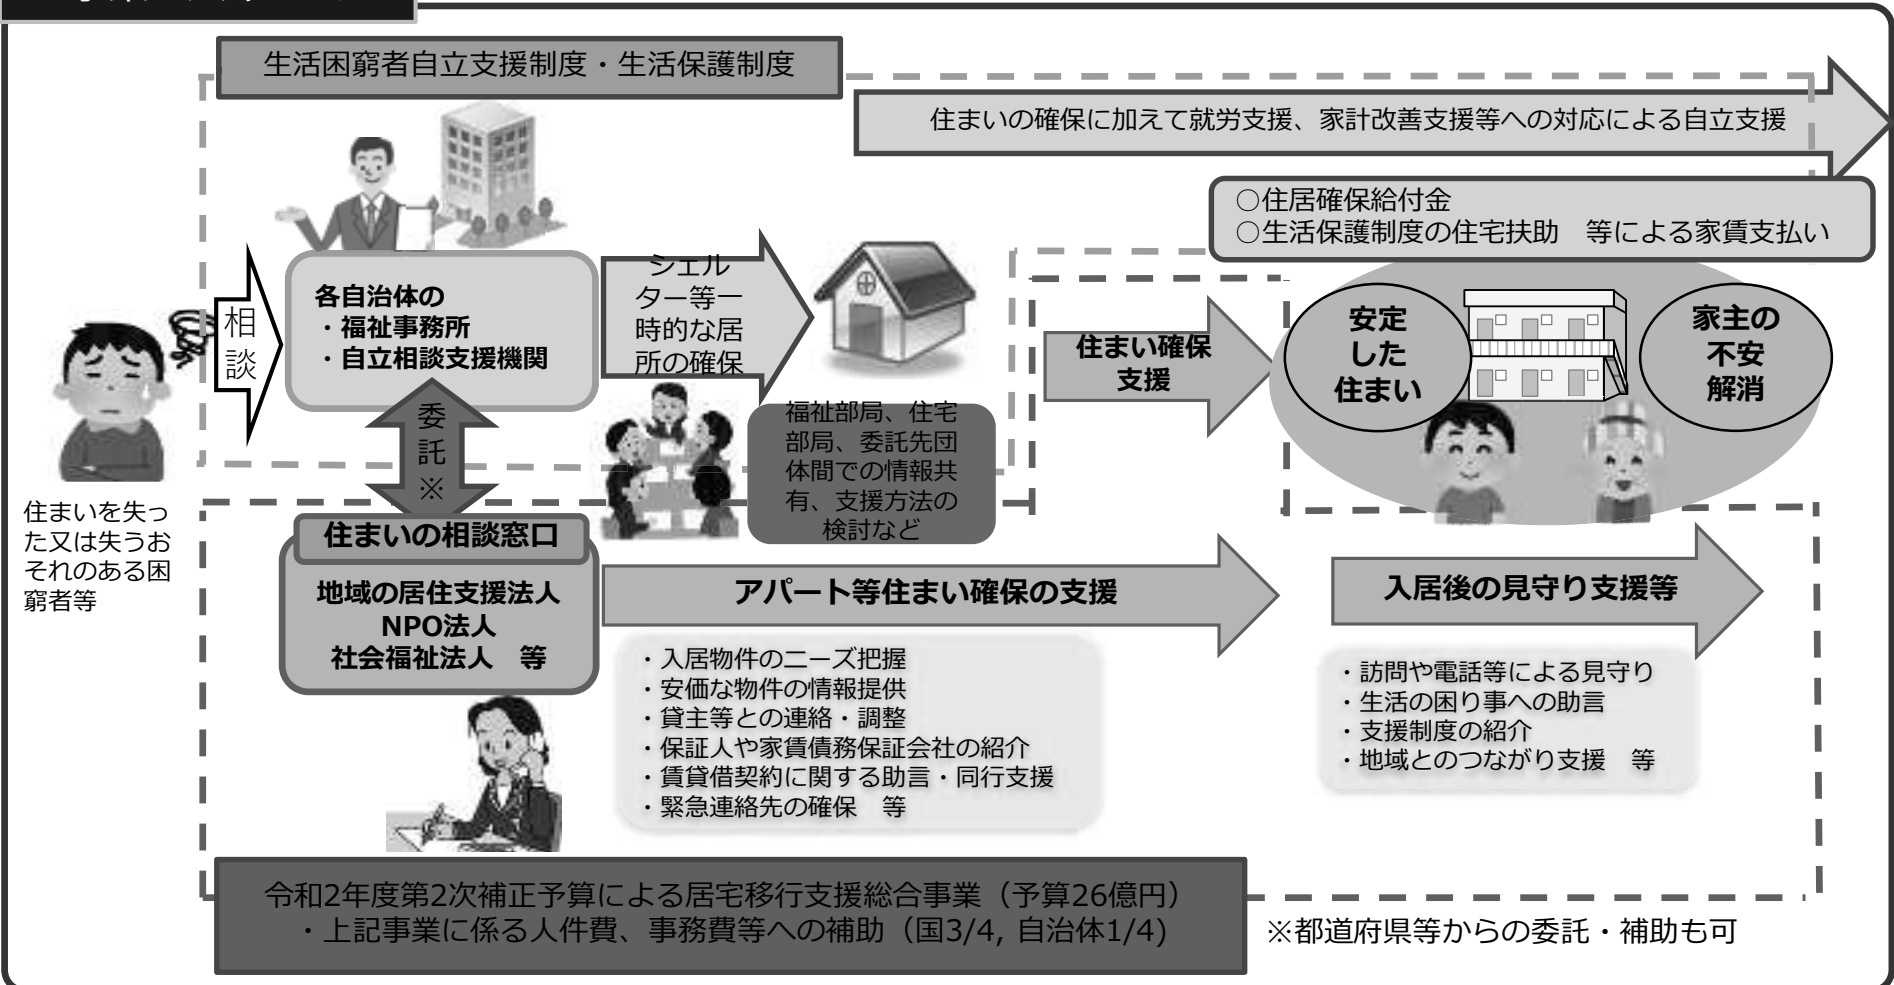 生活困窮者自立支援制度・生活保護制度
住まいの確保に加えて就労支援、家計改善支援等への対応による自立支援
○住居確保給付金
○生活保護制度の住宅扶助　等による家賃支払い
相
談
各自治体の
・福祉事務所
・自立相談支援機関
シェル
ター等一
時的な居
所の確保
住まい確保
支援
安定
した
住まい
家主の
不安
解消
委
託
※
福祉部局、住宅
部局、委託先団
体間での情報共
有、支援方法の
検討など
住まいを失っ
た又は失うお
それのある困
窮者等
住まいの相談窓口
地域の居住支援法人
NPO法人
社会福祉法人　等
アパート等住まい確保の支援
・入居物件のニーズ把握
・安価な物件の情報提供
・貸主等との連絡・調整
・保証人や家賃債務保証会社の紹介
・賃貸借契約に関する助言・同行支援
・緊急連絡先の確保　等
入居後の見守り支援等
・訪問や電話等による見守り
・生活の困り事への助言
・支援制度の紹介
・地域とのつながり支援　等
令和2年度第2次補正予算による居宅移行支援総合事業（予算26億円）
・上記事業に係る人件費、事務費等への補助（国3/4, 自治体1/4)
※都道府県等からの委託・補助も可